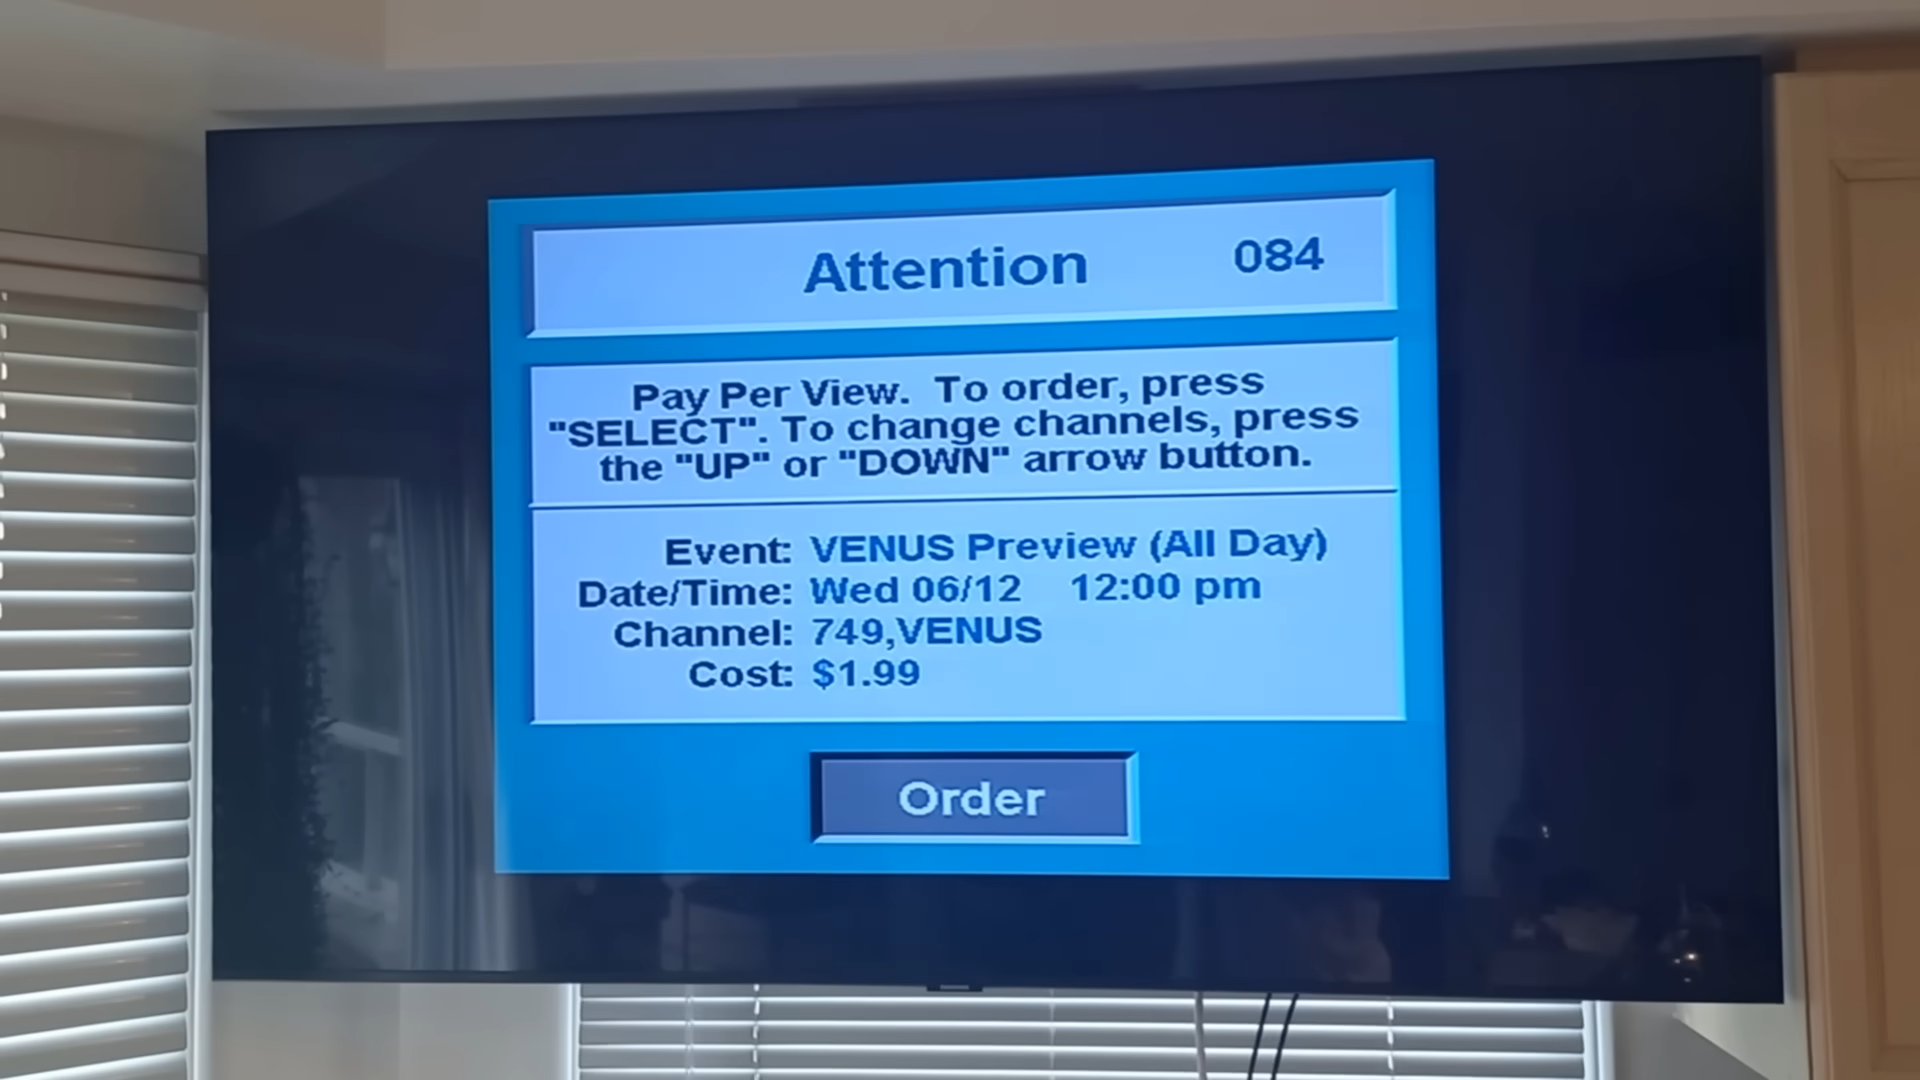 Attention 084
Pay Per View. To order, press
"SELECT". To change channels, press
the "UP" or "DOWN" arrow button.
Event: VENUS Preview (All Day)
Date/Time: Wed 06/12 12:00 pm
Channel: 749,VENUS
Cost: $1.99
Order